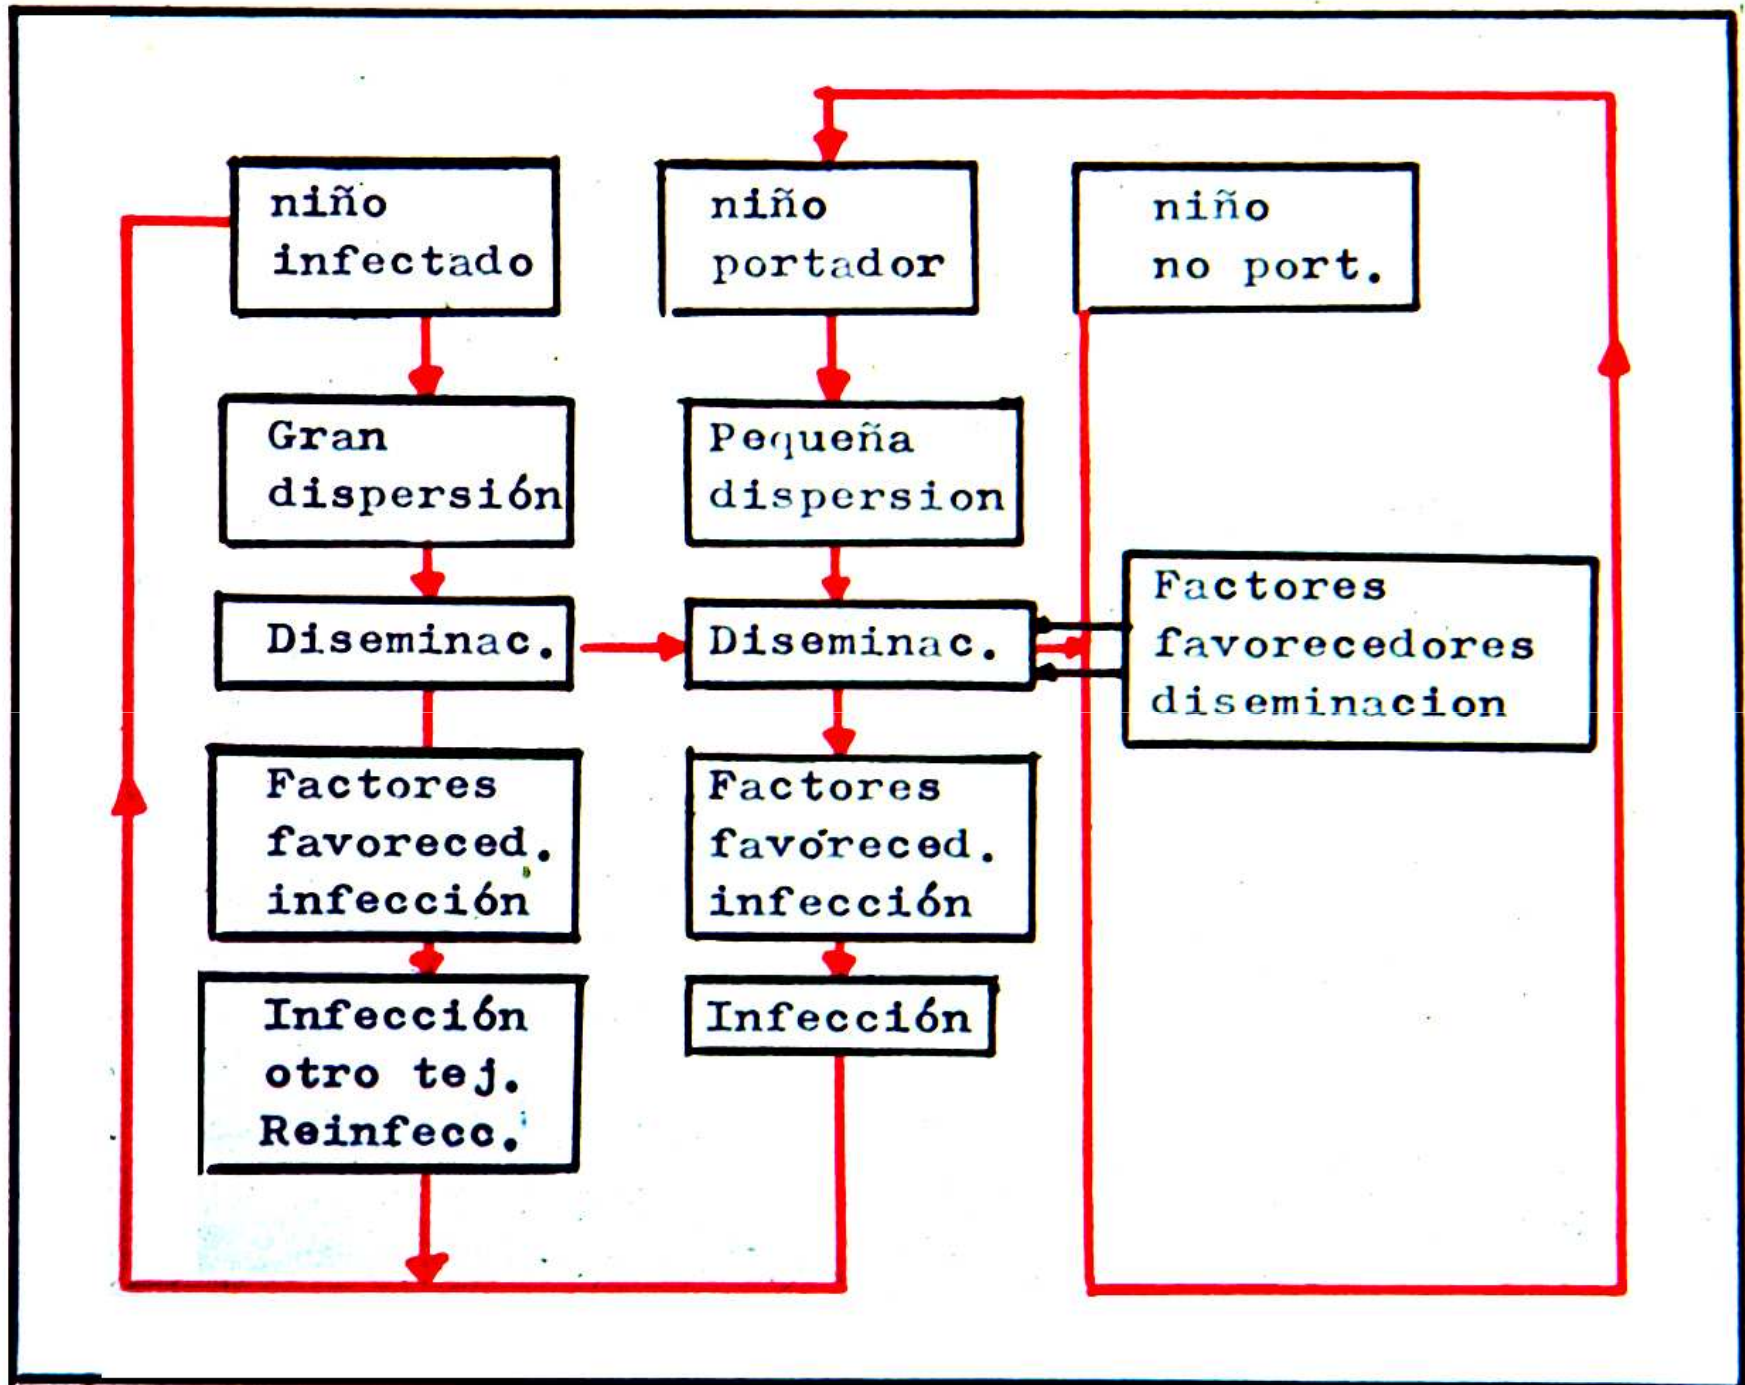 niño
infectado
niño
portador
niño
no port.
Gran
dispersión
Pequeña
dispersion
Diseminac.
Diseminac.
Factores
favorecedores
diseminacion
Factores
favoreced.
infección
Factores
favoreced.
infección
Infección
otro tej.
Reinfecc.
Infección